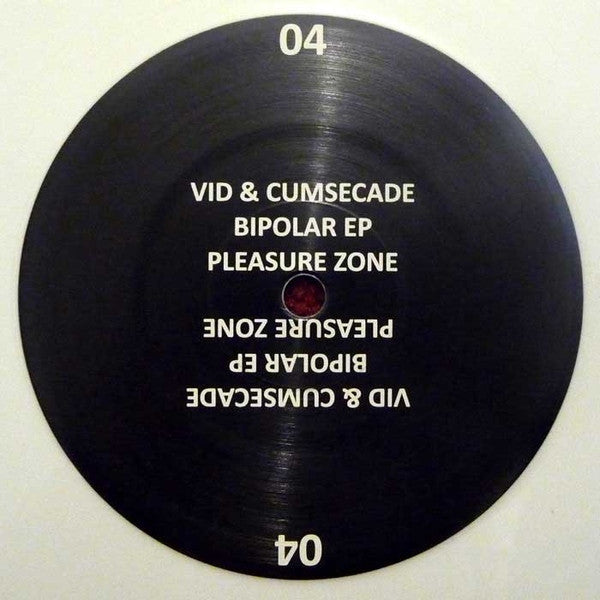 04
VID & CUMSECADE
BIPOLAR EP
PLEASURE ZONE
PLEASURE ZONE
BIPOLAR EP
VID & CUMSECADE
04